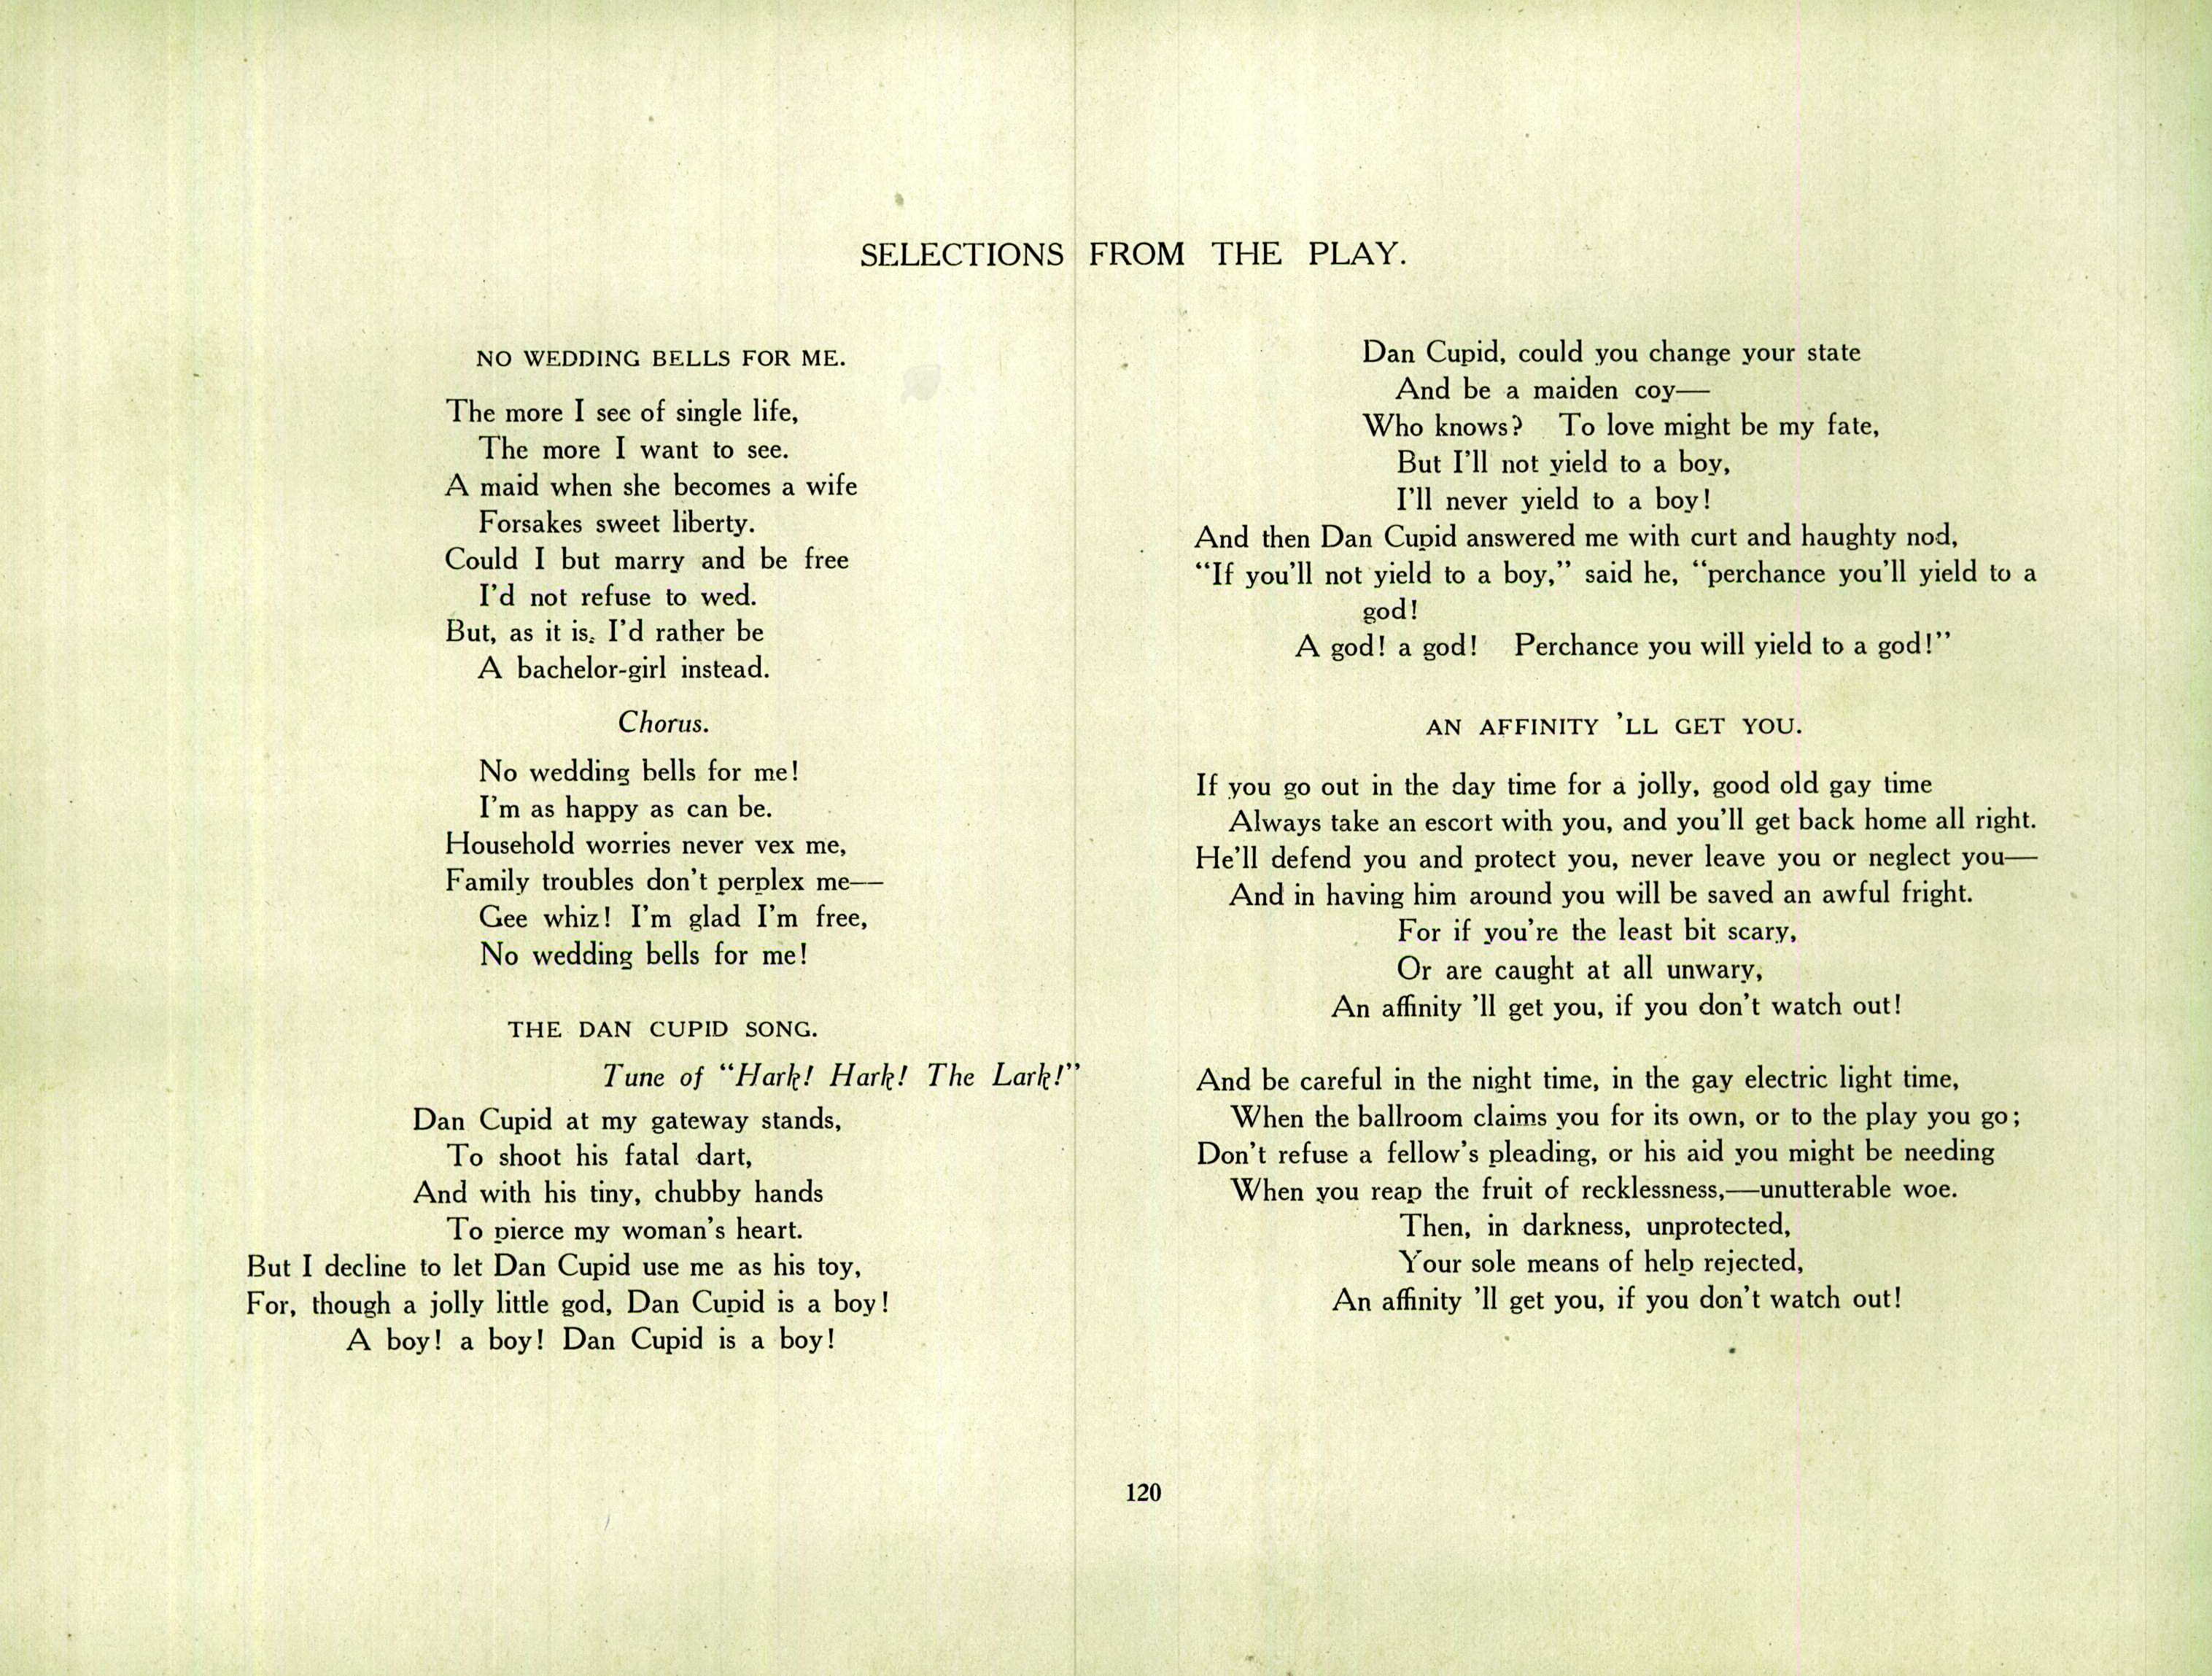 SELECTIONS FROM THE PLAY.
NO WEDDING BELLS FOR ME.
The more I see of single life,
The more I want to see.
A maid when she becomes a wife
Forsakes sweet liberty.
Could I but marry and be free
I'd not refuse to wed.
But, as it is, I'd rather be
A bachelor-girl instead.
Chorus.
No wedding bells for me!
I'm as happy as can be.
Household worries never vex me,
Family troubles don't perplex me—
Gee whiz! I'm glad I'm free,
No wedding bells for me!
THE DAN CUPID SONG.
Tune of "Hark! Hark! The Lark!"
Dan Cupid at my gateway stands,
To shoot his fatal dart,
And with his tiny, chubby hands
To pierce my woman's heart.
But I decline to let Dan Cupid use me as his toy,
For, though a jolly little god, Dan Cupid is a boy!
A boy! a boy! Dan Cupid is a boy!
Dan Cupid, could you change your state
And be a maiden coy—
Who knows? To love might be my fate,
But I'll not yield to a boy,
I'll never yield to a boy!
And then Dan Cupid answered me with curt and haughty nod,
"If you'll not yield to a boy," said he, "perchance you'll yield to a
god!
A god! a god! Perchance you will yield to a god!"
AN AFFINITY 'LL GET YOU.
If you go out in the day time for a jolly, good old gay time
Always take an escort with you, and you'll get back home all right.
He'll defend you and protect you, never leave you or neglect you—
And in having him around you will be saved an awful fright.
For if you're the least bit scary,
Or are caught at all unwary,
An affinity 'll get you, if you don't watch out!
And be careful in the night time, in the gay electric light time,
When the ballroom claims you for its own, or to the play you go;
Don't refuse a fellow's pleading, or his aid you might be needing
When you reap the fruit of recklessness,—unutterable woe.
Then, in darkness, unprotected,
Your sole means of help rejected,
An affinity 'll get you, if you don't watch out!
120